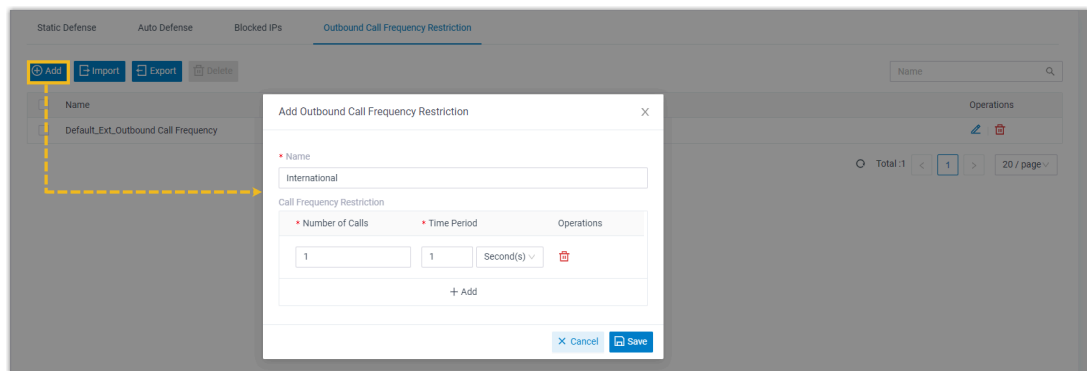 Static Defense Auto Defense Blocked IPs Outbound Call Frequency Restriction
Add Import Export Delete Name
Name Operations
Default_Ext_Outbound Call Frequency
Total :1 < 1 > 20 / page
Add Outbound Call Frequency Restriction X
* Name
International
Call Frequency Restriction
* Number of Calls * Time Period Operations
1 1 Second(s)
+ Add
X Cancel Save